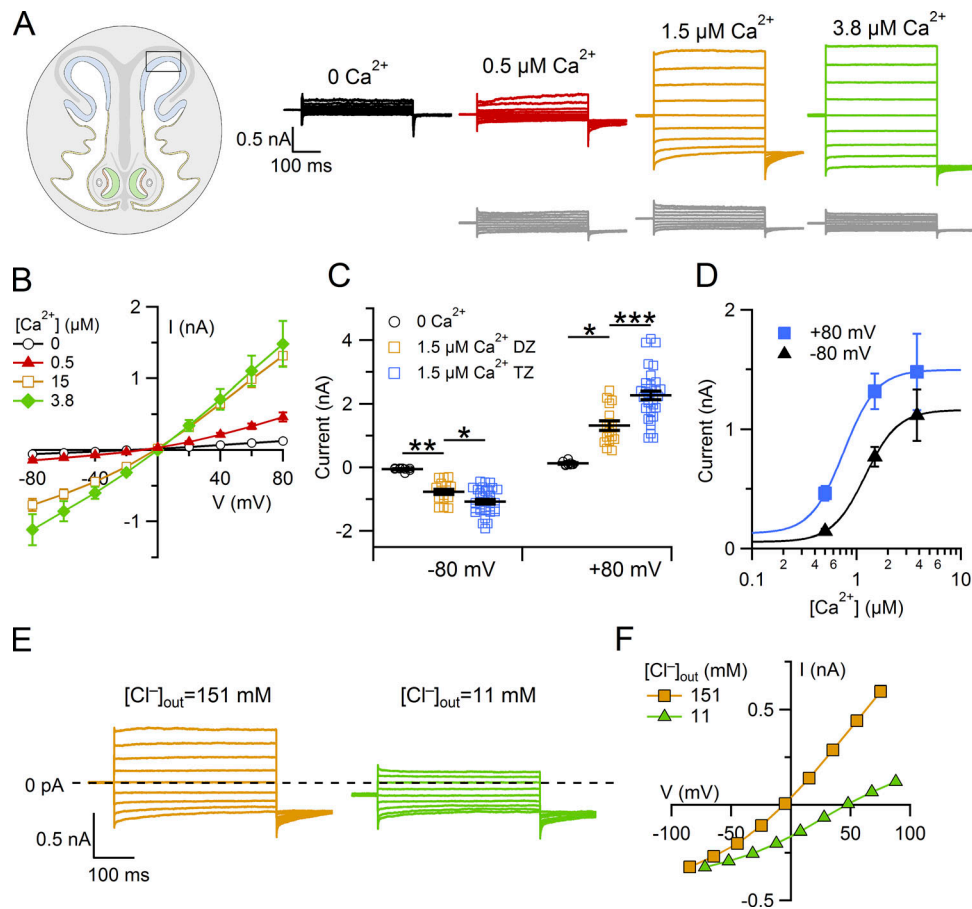 A
0 Ca²⁺
0.5 µM Ca²⁺
1.5 µM Ca²⁺
3.8 µM Ca²⁺
0.5 nA
100 ms
B
[Ca²⁺] (µM)
0
0.5
15
3.8
I (nA)
2
1
-1
-80
-40
40
80
V (mV)
C
0 Ca²⁺
1.5 µM Ca²⁺ DZ
1.5 µM Ca²⁺ TZ
Current (nA)
4
2
0
-2
** *
* ***
-80 mV
+80 mV
D
+80 mV
-80 mV
Current (nA)
2
1
0
0.1
2
4
6
1
2
4
6
10
[Ca²⁺] (µM)
E
[Cl⁻]out=151 mM
[Cl⁻]out=11 mM
0 pA
0.5 nA
100 ms
F
[Cl⁻]out (mM)
151
11
I (nA)
0.5
-0.5
V (mV)
-100
-50
50
100